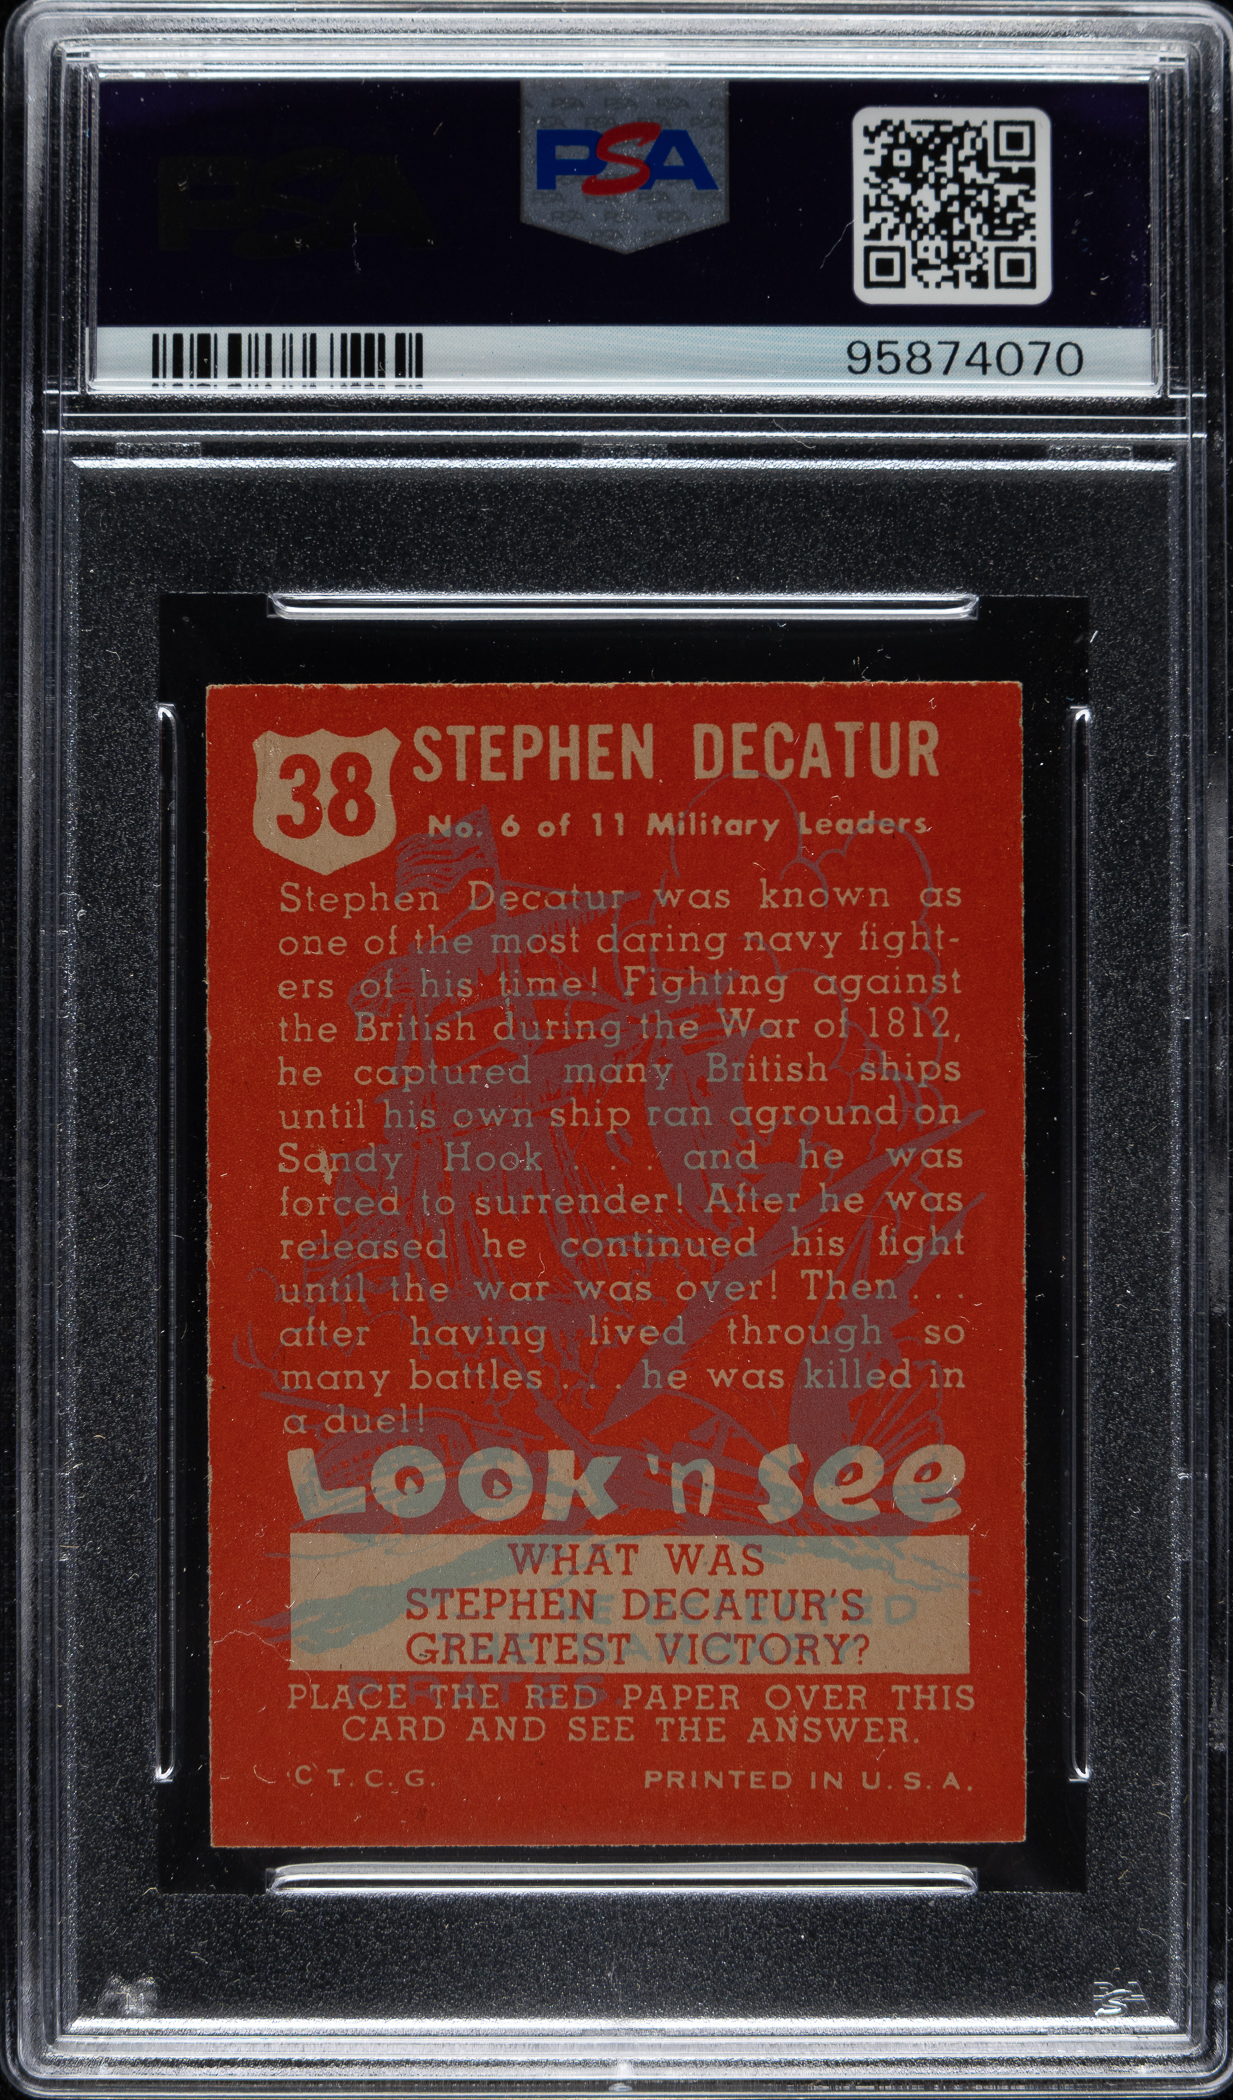 PSA
95874070
38
STEPHEN DECATUR
No. 6 of 11 Military Leaders
Stephen Decatur was known as
one of the most daring navy fight-
ers of his time! Fighting against
the British during the War of 1812,
he captured many British ships
until his own ship ran aground on
Sandy Hook . . . and he was
forced to surrender! After he was
released he continued his fight
until the war was over! Then . . .
after having lived through so
many battles . . . he was killed in
a duel!
LOOK 'n SEE
WHAT WAS
STEPHEN DECATUR'S
GREATEST VICTORY?
PLACE THE RED PAPER OVER THIS
CARD AND SEE THE ANSWER.
© T. C. G.
PRINTED IN U. S. A.